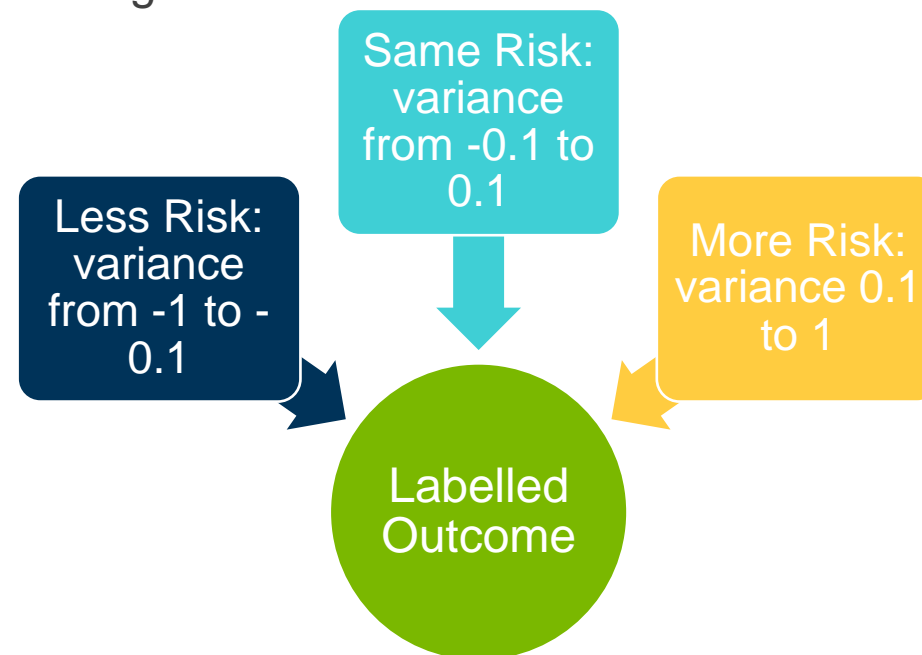 Same Risk:
variance
from -0.1 to
0.1
Less Risk:
variance
from -1 to -
0.1
More Risk:
variance 0.1
to 1
Labelled
Outcome